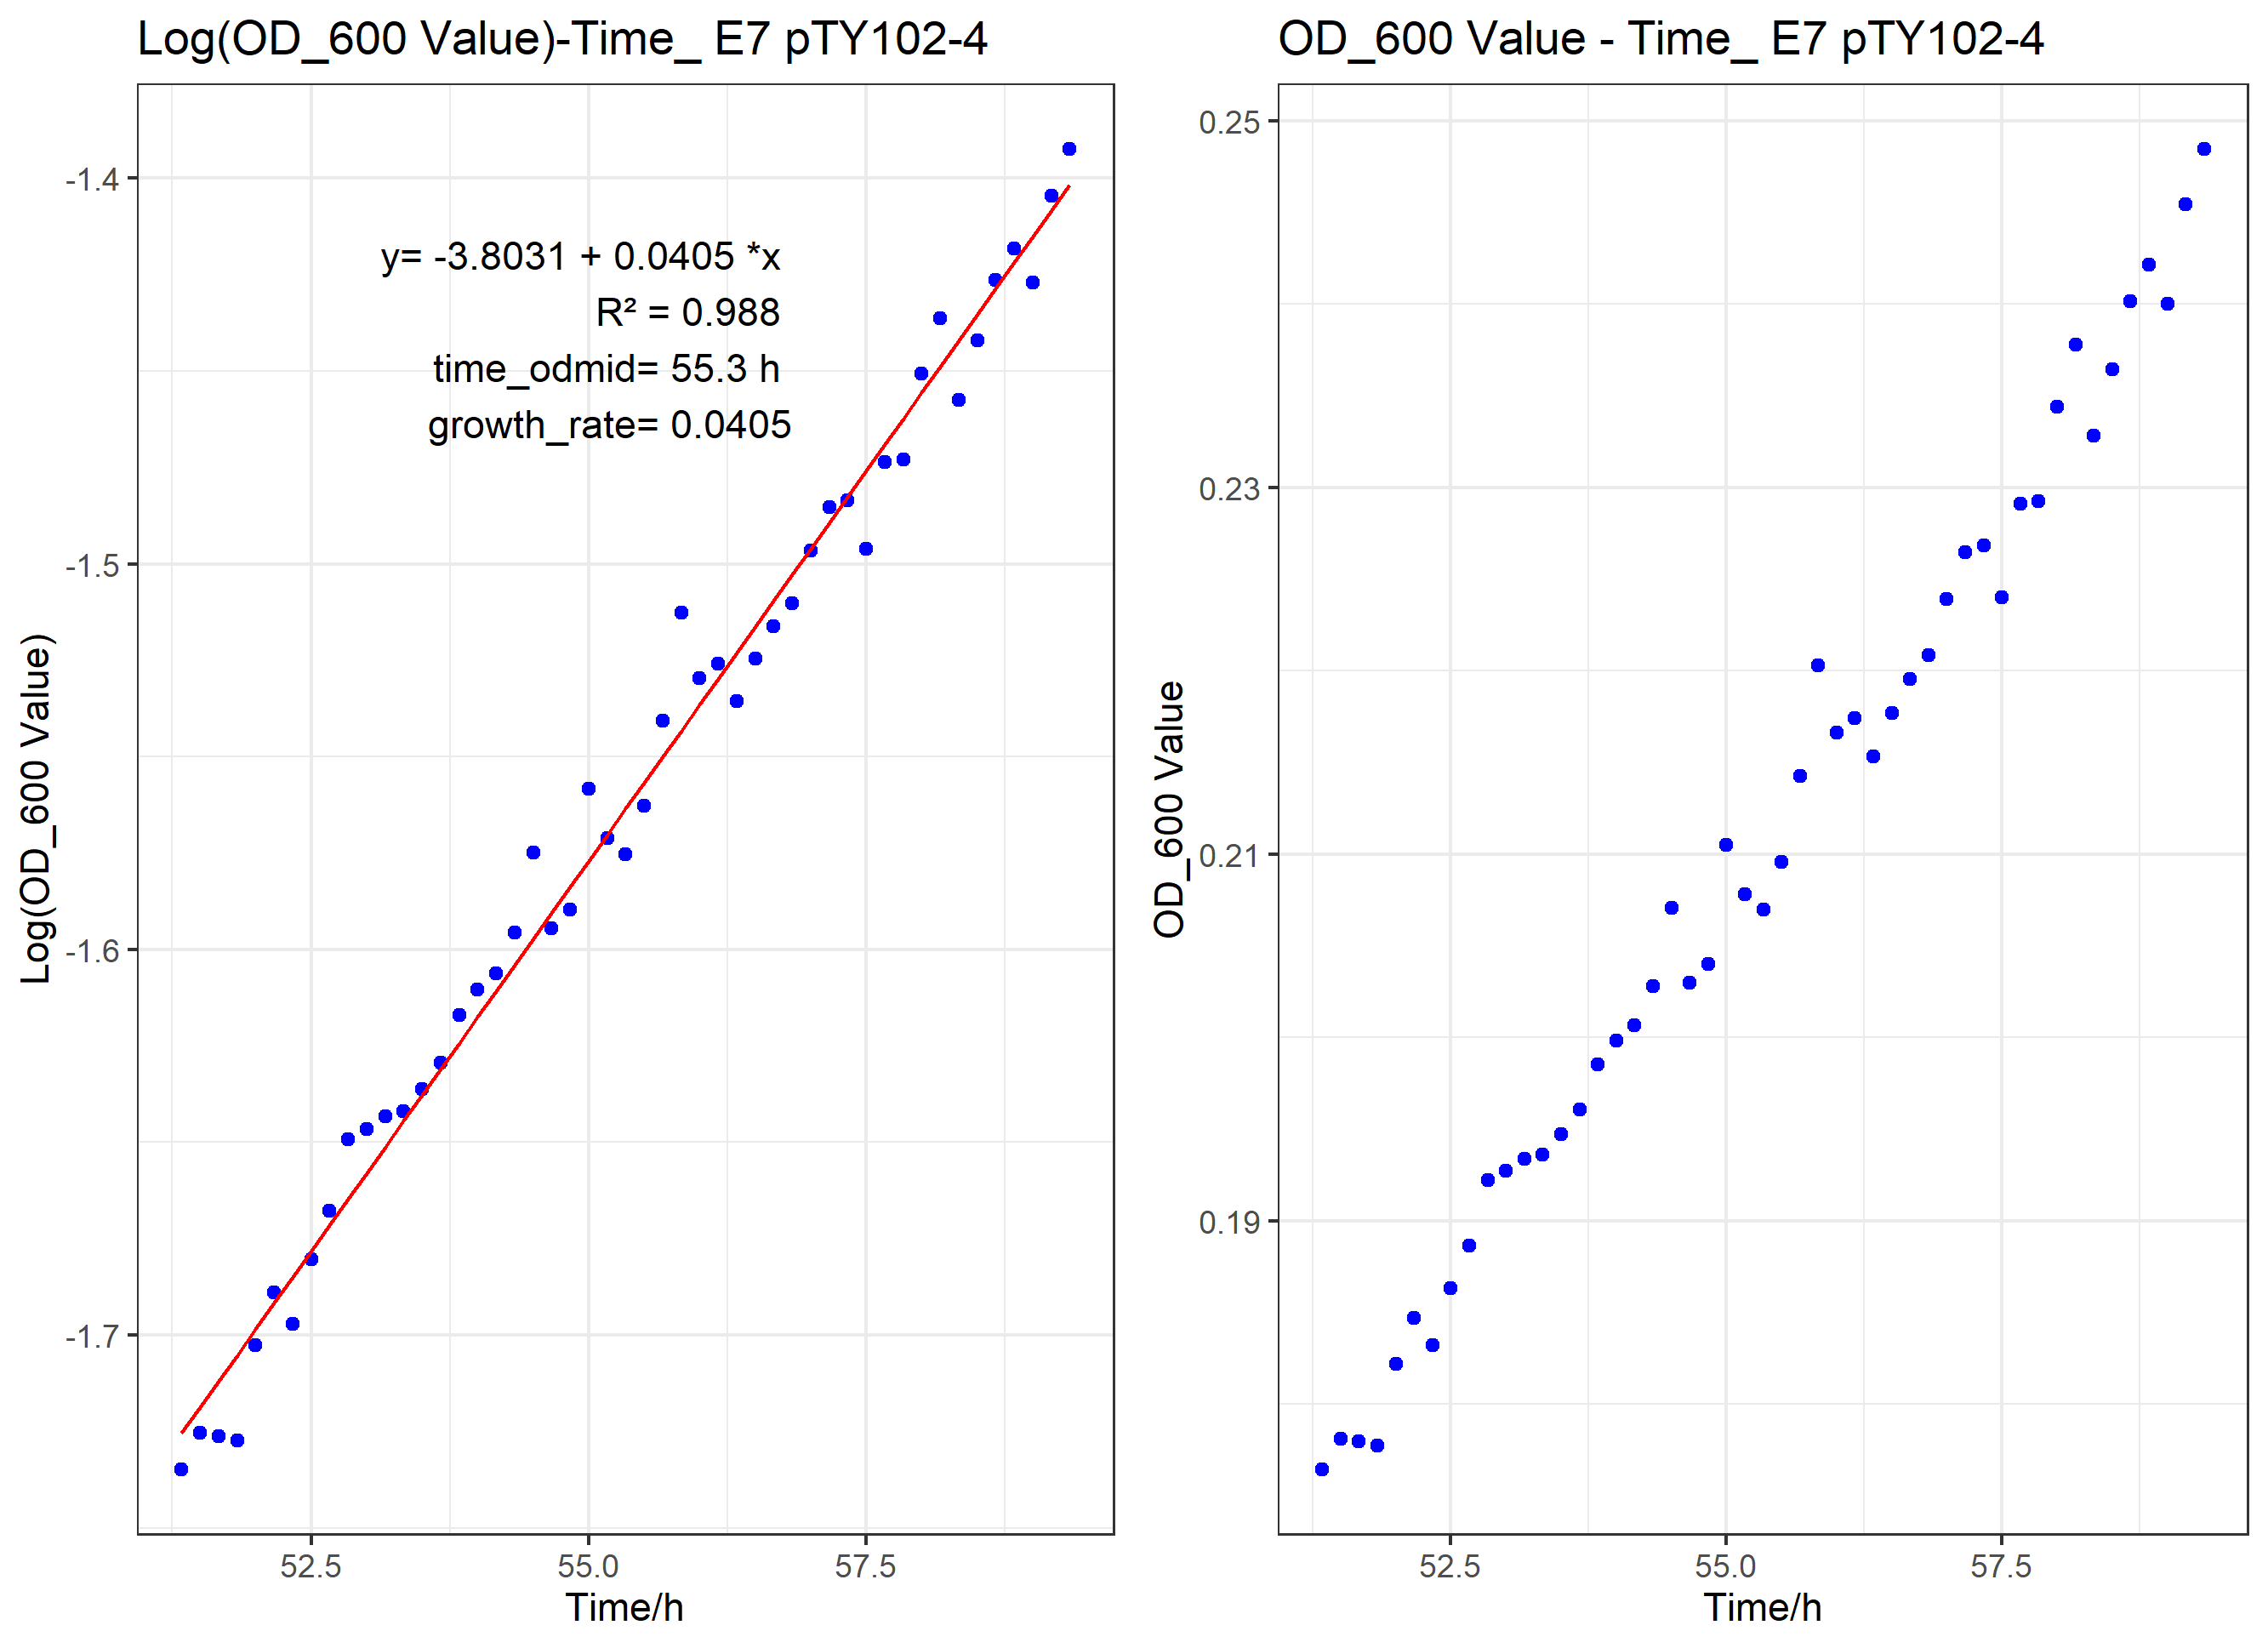 Log(OD_600 Value)-Time_ E7 pTY102-4
y= -3.8031 + 0.0405 *x
R² = 0.988
time_odmid= 55.3 h
growth_rate= 0.0405
-1.4
-1.5
-1.6
-1.7
Log(OD_600 Value)
52.5
55.0
57.5
Time/h
OD_600 Value - Time_ E7 pTY102-4
0.25
0.23
0.21
0.19
OD_600 Value
52.5
55.0
57.5
Time/h